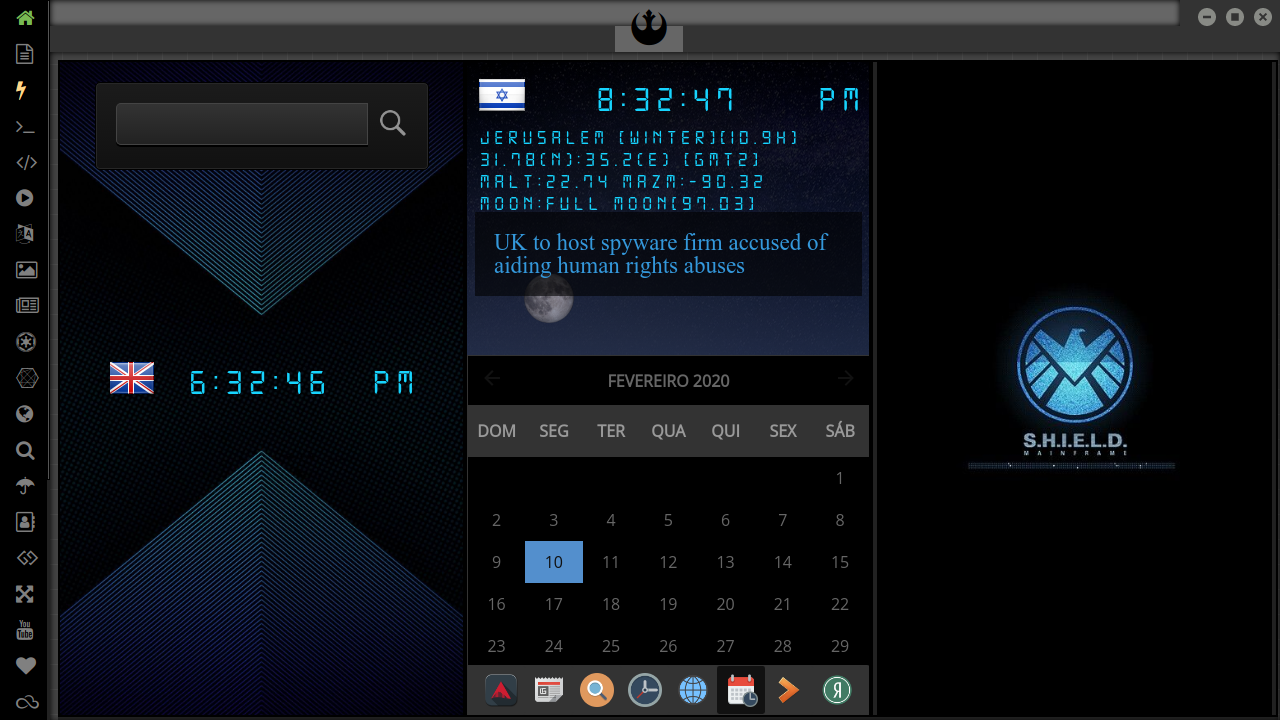 8:32:47 PM
JERUSALEM [WINTER][10.9H]
31.78(N):35.2(E) [GMT2]
MALT:22.74 MAZM:-90.32
MOON:FULL MOON[97.03]
UK to host spyware firm accused of
aiding human rights abuses
6:32:46 PM
FEVEREIRO 2020
DOM SEG TER QUA QUI SEX SÁB
1
2 3 4 5 6 7 8
9 10 11 12 13 14 15
16 17 18 19 20 21 22
23 24 25 26 27 28 29
S.H.I.E.L.D.
MAINFRAME
You
Tube
Я